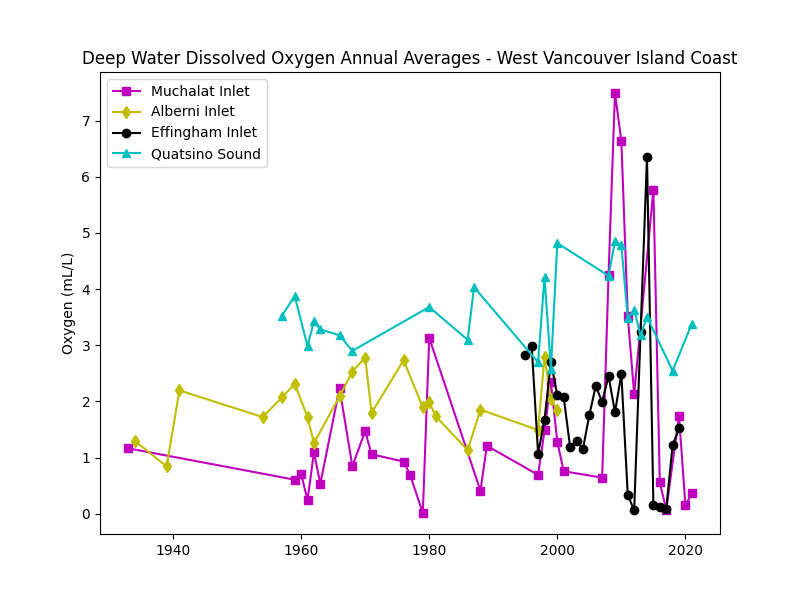 Deep Water Dissolved Oxygen Annual Averages - West Vancouver Island Coast
Muchalat Inlet
Alberni Inlet
Effingham Inlet
Quatsino Sound
Oxygen (mL/L)
7
6
5
4
3
2
1
0
1940 1960 1980 2000 2020